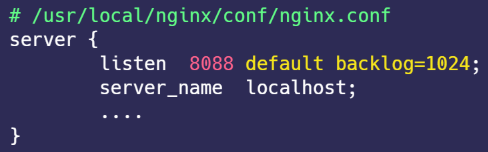 # /usr/local/nginx/conf/nginx.conf
server {
        listen  8088 default backlog=1024;
        server_name  localhost;
        ....
}